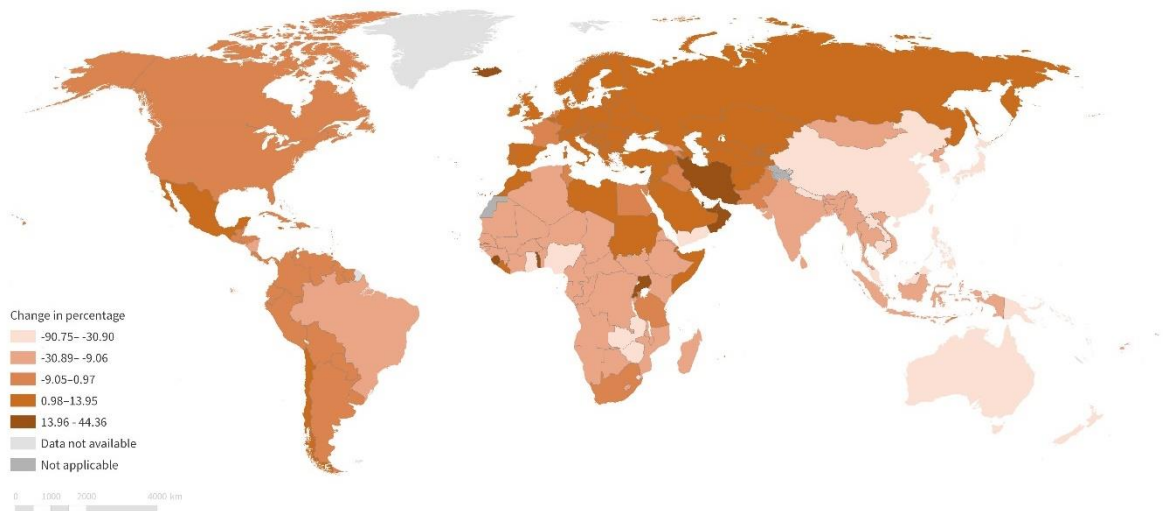 Change in percentage
-90.75– -30.90
-30.89– -9.06
-9.05–0.97
0.98–13.95
13.96 - 44.36
Data not available
Not applicable
0 1000 2000 4000 km